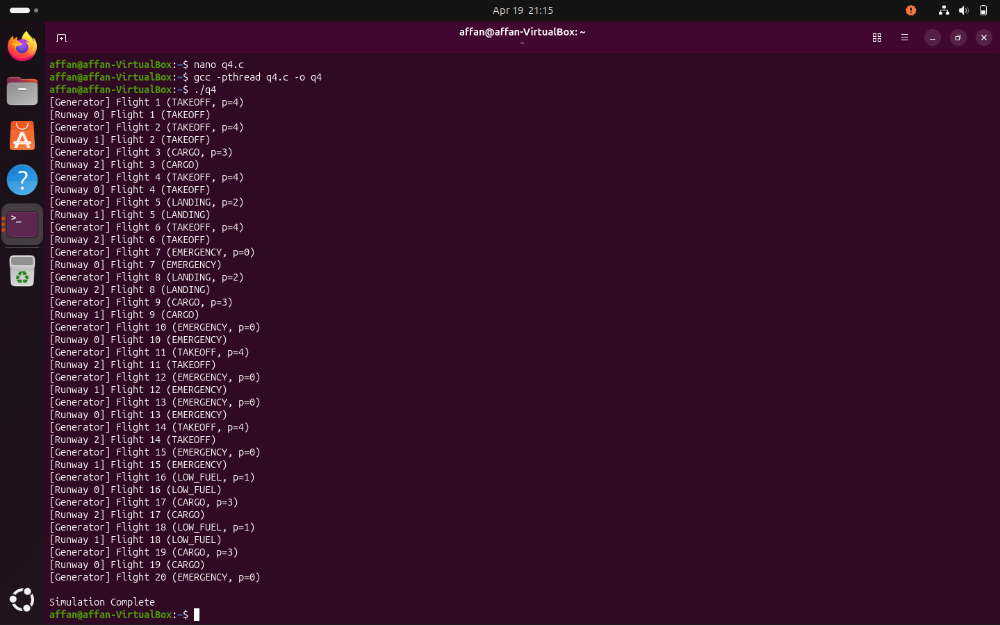 Apr 19 21:15
affan@affan-VirtualBox: ~
~
affan@affan-VirtualBox:~$ nano q4.c
affan@affan-VirtualBox:~$ gcc -pthread q4.c -o q4
affan@affan-VirtualBox:~$ ./q4
[Generator] Flight 1 (TAKEOFF, p=4)
[Runway 0] Flight 1 (TAKEOFF)
[Generator] Flight 2 (TAKEOFF, p=4)
[Runway 1] Flight 2 (TAKEOFF)
[Generator] Flight 3 (CARGO, p=3)
[Runway 2] Flight 3 (CARGO)
[Generator] Flight 4 (TAKEOFF, p=4)
[Runway 0] Flight 4 (TAKEOFF)
[Generator] Flight 5 (LANDING, p=2)
[Runway 1] Flight 5 (LANDING)
[Generator] Flight 6 (TAKEOFF, p=4)
[Runway 2] Flight 6 (TAKEOFF)
[Generator] Flight 7 (EMERGENCY, p=0)
[Runway 0] Flight 7 (EMERGENCY)
[Generator] Flight 8 (LANDING, p=2)
[Runway 2] Flight 8 (LANDING)
[Generator] Flight 9 (CARGO, p=3)
[Runway 1] Flight 9 (CARGO)
[Generator] Flight 10 (EMERGENCY, p=0)
[Runway 0] Flight 10 (EMERGENCY)
[Generator] Flight 11 (TAKEOFF, p=4)
[Runway 2] Flight 11 (TAKEOFF)
[Generator] Flight 12 (EMERGENCY, p=0)
[Runway 1] Flight 12 (EMERGENCY)
[Generator] Flight 13 (EMERGENCY, p=0)
[Runway 0] Flight 13 (EMERGENCY)
[Generator] Flight 14 (TAKEOFF, p=4)
[Runway 2] Flight 14 (TAKEOFF)
[Generator] Flight 15 (EMERGENCY, p=0)
[Runway 1] Flight 15 (EMERGENCY)
[Generator] Flight 16 (LOW_FUEL, p=1)
[Runway 0] Flight 16 (LOW_FUEL)
[Generator] Flight 17 (CARGO, p=3)
[Runway 2] Flight 17 (CARGO)
[Generator] Flight 18 (LOW_FUEL, p=1)
[Runway 1] Flight 18 (LOW_FUEL)
[Generator] Flight 19 (CARGO, p=3)
[Runway 0] Flight 19 (CARGO)
[Generator] Flight 20 (EMERGENCY, p=0)
Simulation Complete
affan@affan-VirtualBox:~$